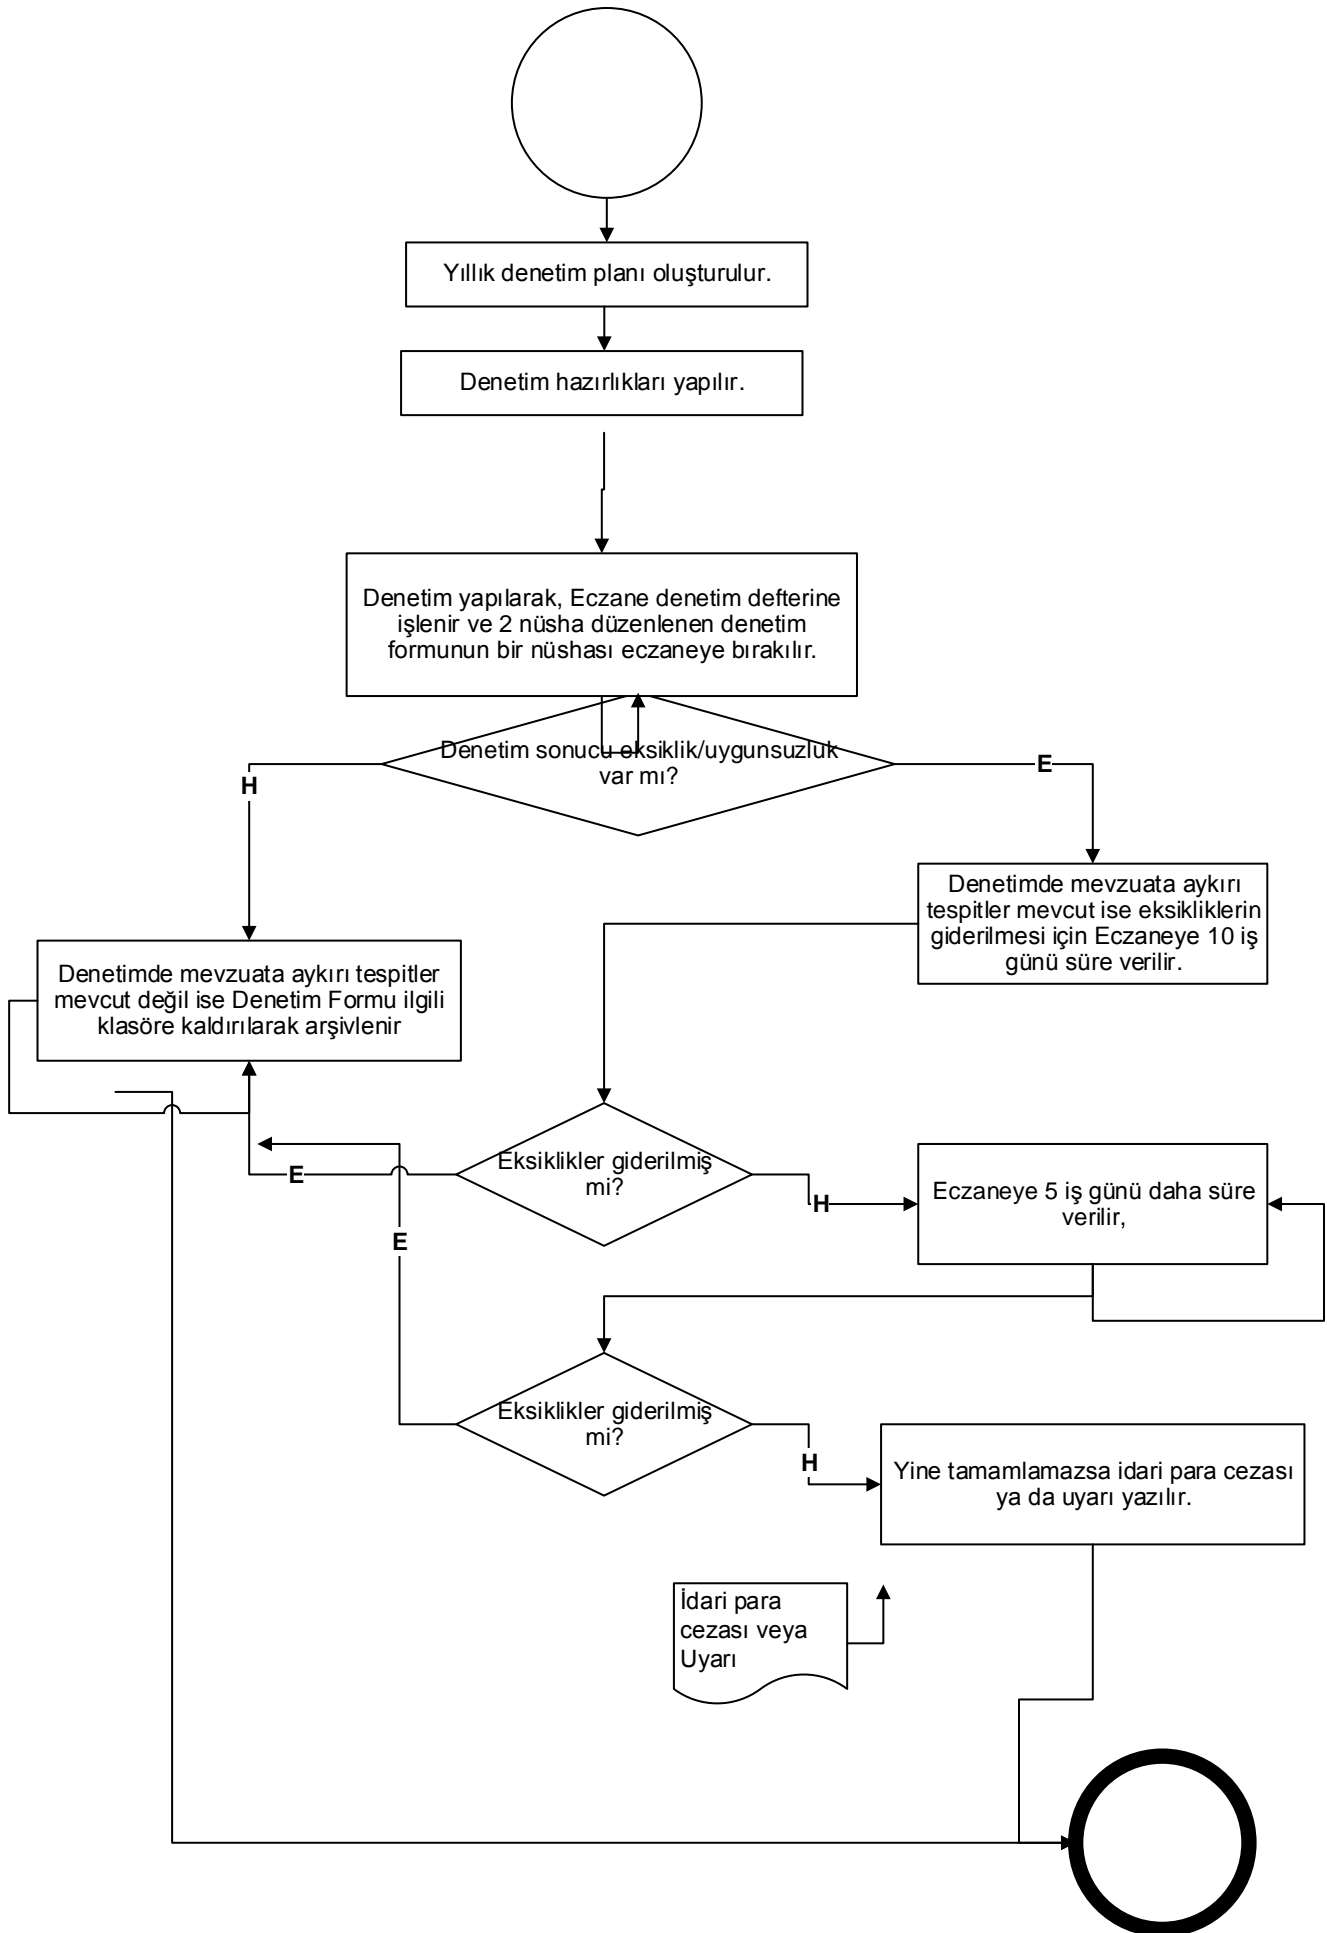 Yıllık denetim planı oluşturulur.
Denetim hazırlıkları yapılır.
Denetim yapılarak, Eczane denetim defterine
işlenir ve 2 nüsha düzenlenen denetim
formunun bir nüshası eczaneye bırakılır.
Denetim sonucu eksiklik/uygunsuzluk
var mı?
H
E
Denetimde mevzuata aykırı
tespitler mevcut ise eksikliklerin
giderilmesi için Eczaneye 10 iş
günü süre verilir.
Denetimde mevzuata aykırı tespitler
mevcut değil ise Denetim Formu ilgili
klasöre kaldırılarak arşivlenir
Eksiklikler giderilmiş
mi?
E
H
Eczaneye 5 iş günü daha süre
verilir,
E
Eksiklikler giderilmiş
mi?
H
Yine tamamlamazsa idari para cezası
ya da uyarı yazılır.
İdari para
cezası veya
Uyarı